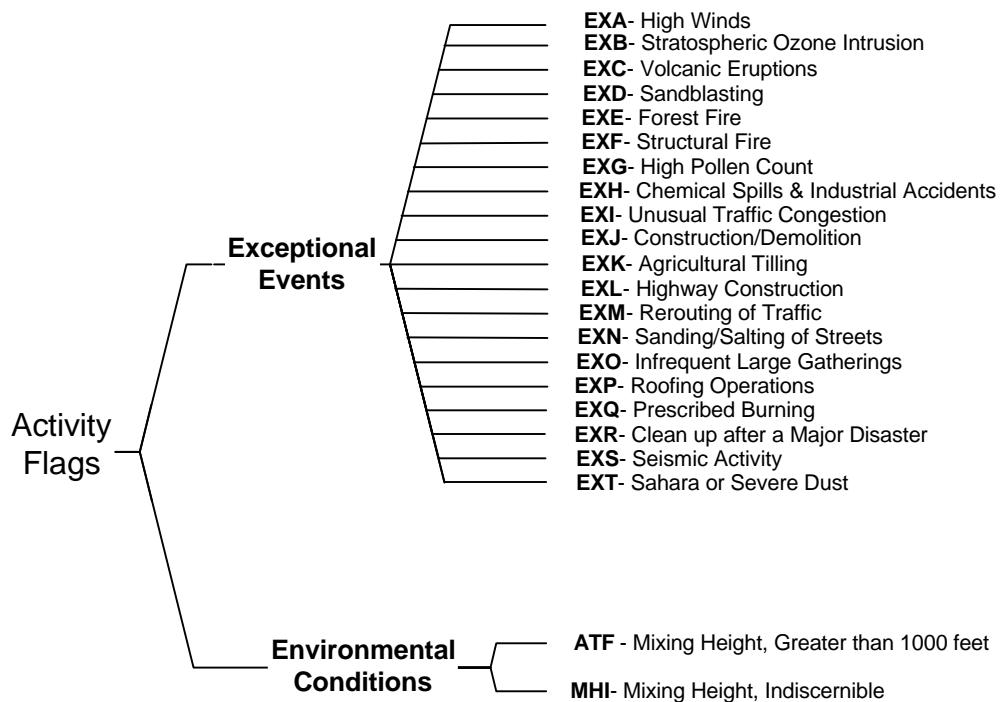 EXA- High Winds
EXB- Stratospheric Ozone Intrusion
EXC- Volcanic Eruptions
EXD- Sandblasting
EXE- Forest Fire
EXF- Structural Fire
EXG- High Pollen Count
EXH- Chemical Spills & Industrial Accidents
EXI- Unusual Traffic Congestion
EXJ- Construction/Demolition
Exceptional
Events
EXK- Agricultural Tilling
EXL- Highway Construction
EXM- Rerouting of Traffic
EXN- Sanding/Salting of Streets
EXO- Infrequent Large Gatherings
EXP- Roofing Operations
EXQ- Prescribed Burning
EXR- Clean up after a Major Disaster
EXS- Seismic Activity
EXT- Sahara or Severe Dust
Activity
Flags
Environmental
Conditions
ATF - Mixing Height, Greater than 1000 feet
MHI- Mixing Height, Indiscernible